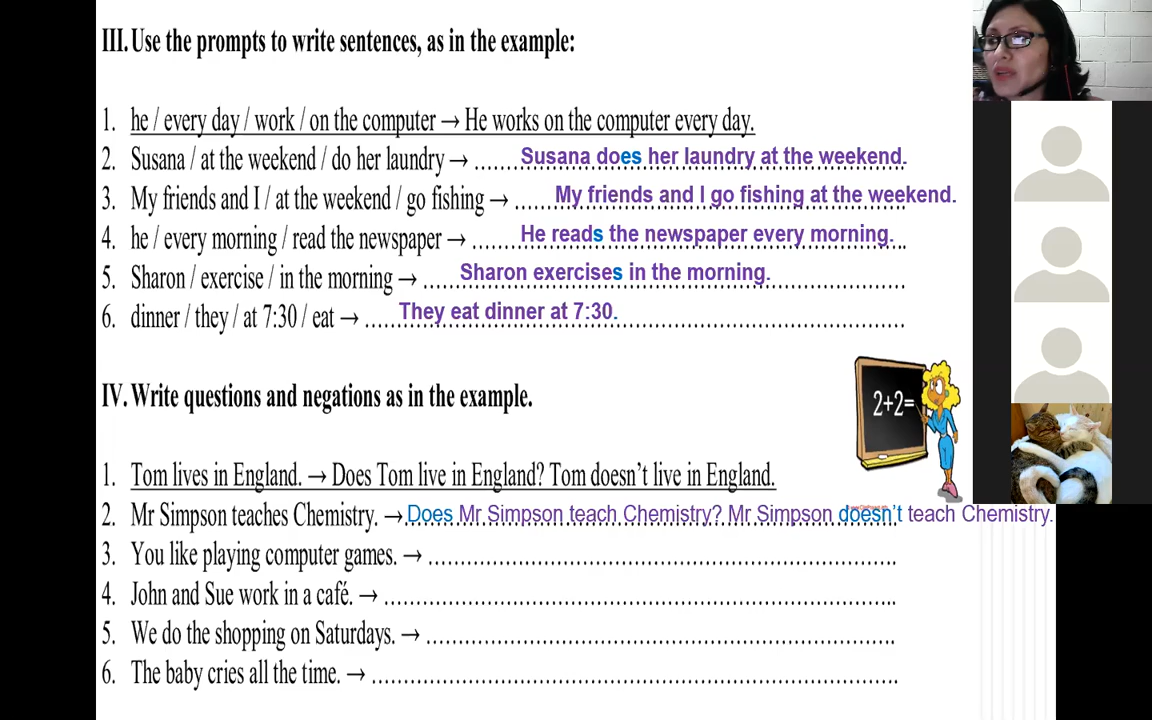 III. Use the prompts to write sentences, as in the example:
1. he / every day / work / on the computer → He works on the computer every day.
2. Susana / at the weekend / do her laundry → ....... Susana does her laundry at the weekend.
3. My friends and I / at the weekend / go fishing → ...... My friends and I go fishing at the weekend.
4. he / every morning / read the newspaper → ....... He reads the newspaper every morning. ..
5. Sharon / exercise / in the morning → ...... Sharon exercises in the morning. ......
6. dinner / they / at 7:30 / eat → ..... They eat dinner at 7:30. ......
IV. Write questions and negations as in the example.
2+2=
1. Tom lives in England. → Does Tom live in England? Tom doesn't live in England.
2. Mr Simpson teaches Chemistry. → Does Mr Simpson teach Chemistry? Mr Simpson doesn't teach Chemistry.
3. You like playing computer games. → ......
4. John and Sue work in a café. → ......
5. We do the shopping on Saturdays. → ......
6. The baby cries all the time. → ......